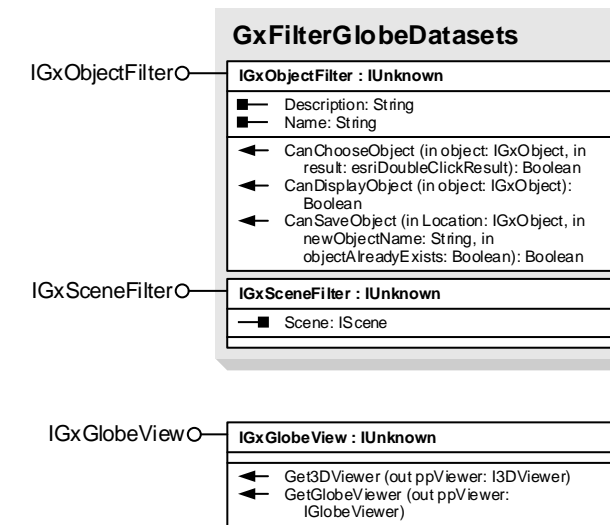 GxFilterGlobeDatasets
IGxObjectFilter
IGxObjectFilter : IUnknown
Description: String
Name: String
CanChooseObject (in object: IGxObject, in
result: esriDoubleClickResult): Boolean
CanDisplayObject (in object: IGxObject):
Boolean
CanSaveObject (in Location: IGxObject, in
newObjectName: String, in
objectAlreadyExists: Boolean): Boolean
IGxSceneFilter
IGxSceneFilter : IUnknown
Scene: IScene
IGxGlobeView
IGxGlobeView : IUnknown
Get3DViewer (out ppViewer: I3DViewer)
GetGlobeViewer (out ppViewer:
IGlobeViewer)